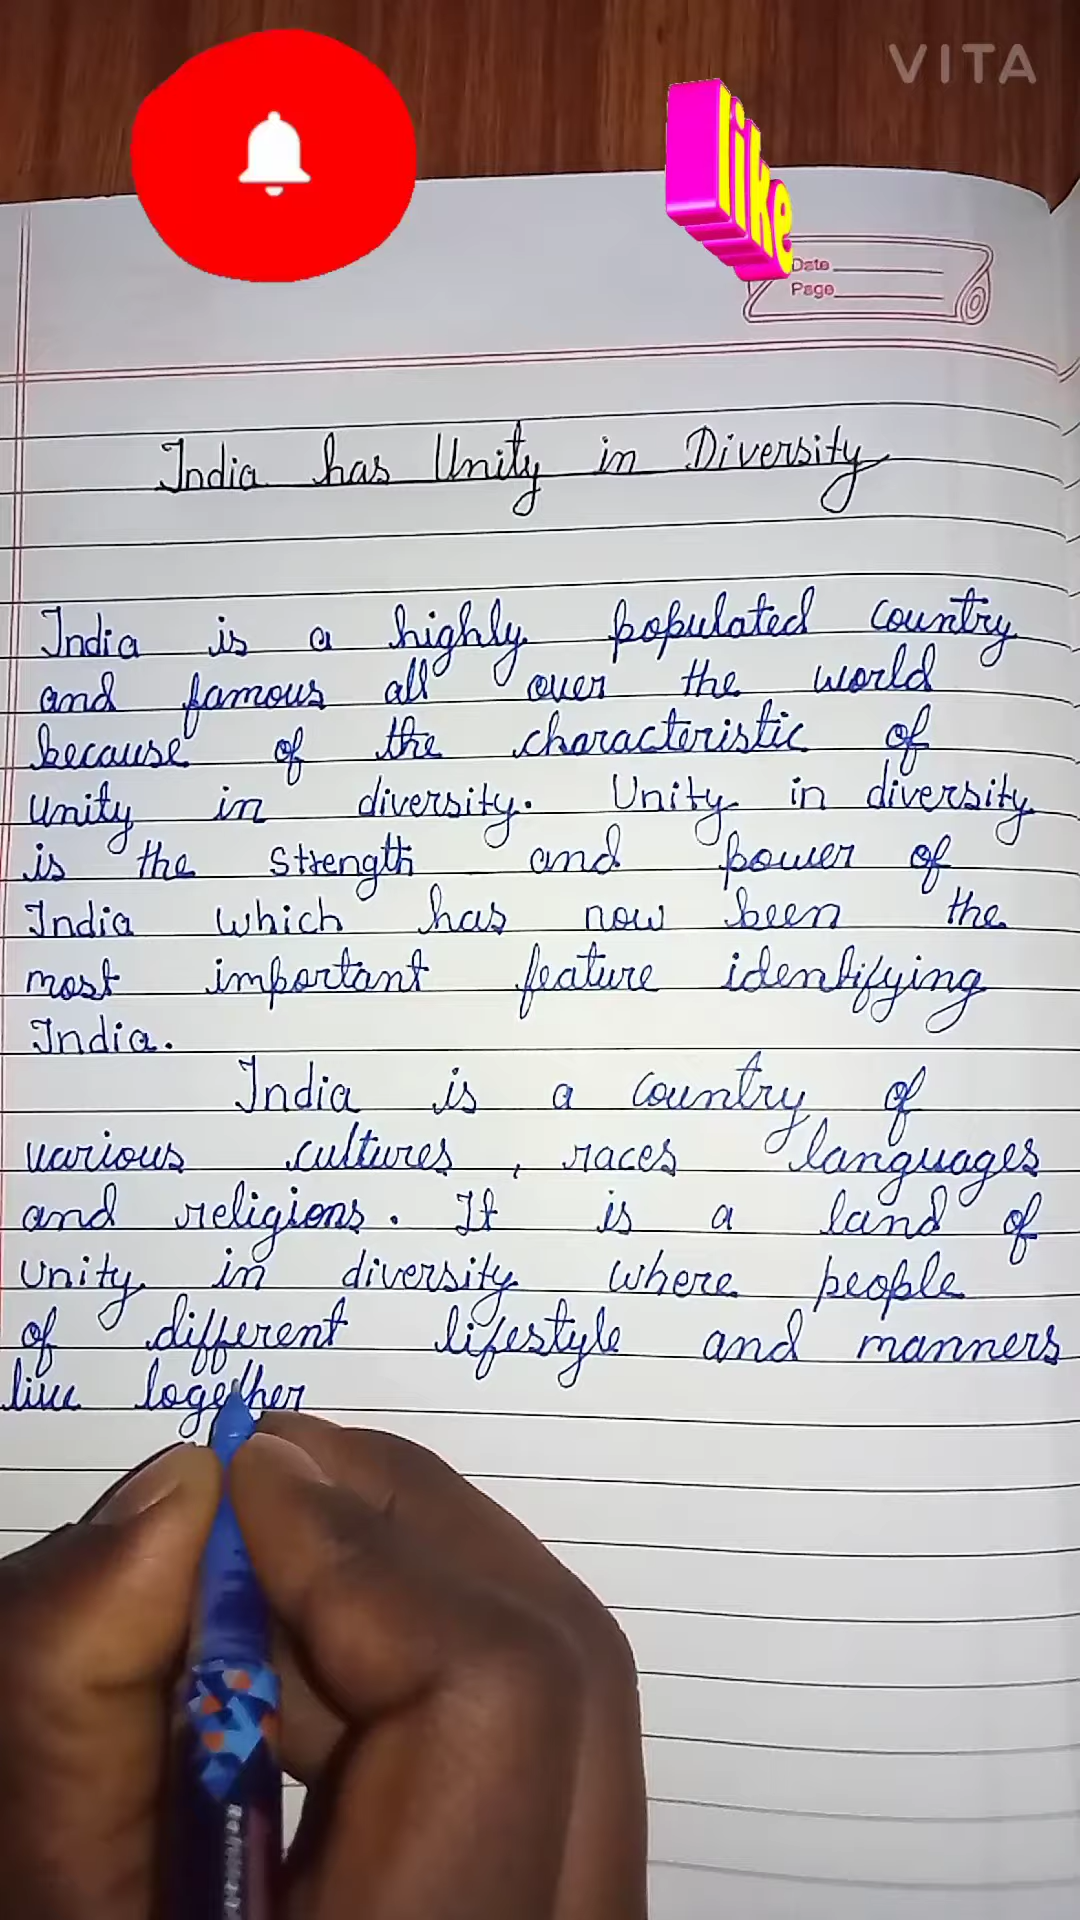 VITA
like
Date
Page
India has Unity in Diversity
India is a highly populated country
and famous all over the world
because of the characteristic of
unity in diversity. Unity in diversity
is the strength and power of
India which has now been the
most important feature identifying
India.
India is a country of
various cultures, races languages
and religions. It is a land of
unity in diversity where people
of different lifestyle and manners
live together